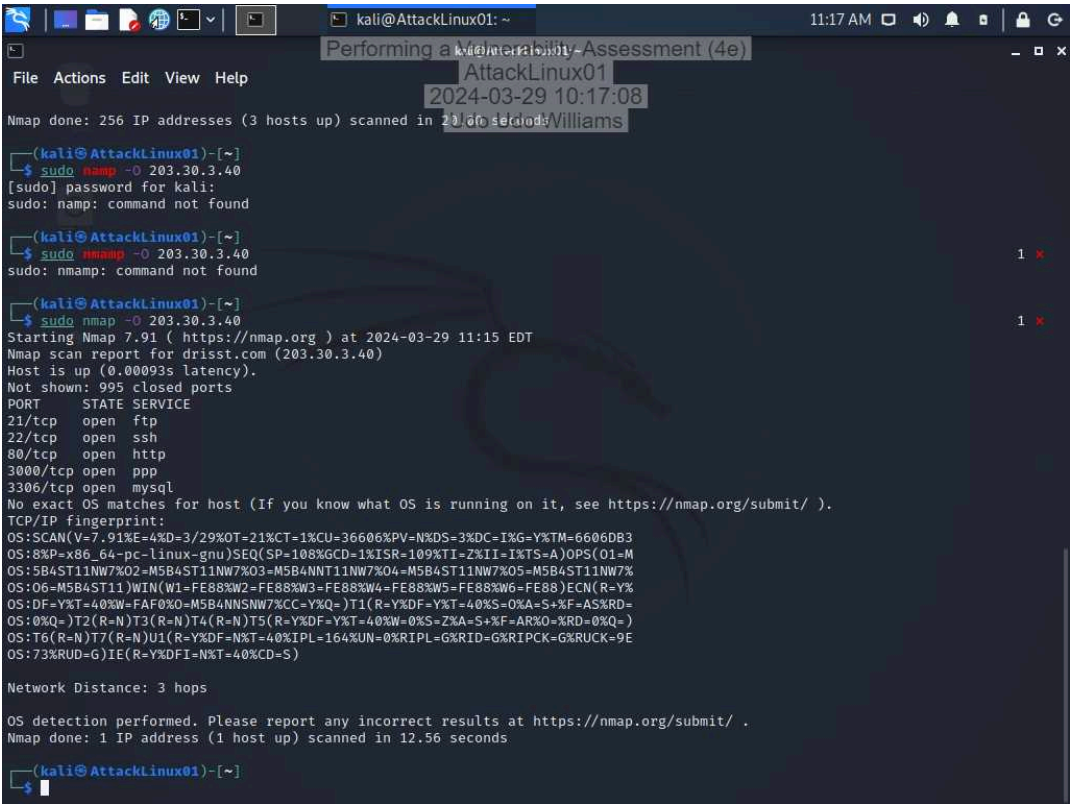 kali@AttackLinux01: ~
11:17 AM
Performing a Vulnerability Assessment (4e)
AttackLinux01
2024-03-29 10:17:08
Udo Udo Williams
File Actions Edit View Help
Nmap done: 256 IP addresses (3 hosts up) scanned in seconds
(kali㉿AttackLinux01)-[~]
$ sudo namp -O 203.30.3.40
[sudo] password for kali:
sudo: namp: command not found
(kali㉿AttackLinux01)-[~]
$ sudo nmamp -O 203.30.3.40 1 ×
sudo: nmamp: command not found
(kali㉿AttackLinux01)-[~]
$ sudo nmap -O 203.30.3.40 1 ×
Starting Nmap 7.91 ( https://nmap.org ) at 2024-03-29 11:15 EDT
Nmap scan report for drisst.com (203.30.3.40)
Host is up (0.00093s latency).
Not shown: 995 closed ports
PORT STATE SERVICE
21/tcp open ftp
22/tcp open ssh
80/tcp open http
3000/tcp open ppp
3306/tcp open mysql
No exact OS matches for host (If you know what OS is running on it, see https://nmap.org/submit/ ).
TCP/IP fingerprint:
OS:SCAN(V=7.91%E=4%D=3/29%OT=21%CT=1%CU=36606%PV=N%DS=3%DC=I%G=Y%TM=6606DB3
OS:8%P=x86_64-pc-linux-gnu)SEQ(SP=108%GCD=1%ISR=109%TI=Z%II=I%TS=A)OPS(O1=M
OS:5B4ST11NW7%O2=M5B4ST11NW7%O3=M5B4NNT11NW7%O4=M5B4ST11NW7%O5=M5B4ST11NW7%
OS:O6=M5B4ST11)WIN(W1=FE88%W2=FE88%W3=FE88%W4=FE88%W5=FE88%W6=FE88)ECN(R=Y%
OS:DF=Y%T=40%W=FAF0%O=M5B4NNSNW7%CC=Y%Q=)T1(R=Y%DF=Y%T=40%S=O%A=S+%F=AS%RD=
OS:0%Q=)T2(R=N)T3(R=N)T4(R=N)T5(R=Y%DF=Y%T=40%W=0%S=Z%A=S+%F=AR%O=%RD=0%Q=)
OS:T6(R=N)T7(R=N)U1(R=Y%DF=N%T=40%IPL=164%UN=0%RIPL=G%RID=G%RIPCK=G%RUCK=9E
OS:73%RUD=G)IE(R=Y%DFI=N%T=40%CD=S)
Network Distance: 3 hops
OS detection performed. Please report any incorrect results at https://nmap.org/submit/ .
Nmap done: 1 IP address (1 host up) scanned in 12.56 seconds
(kali㉿AttackLinux01)-[~]
$